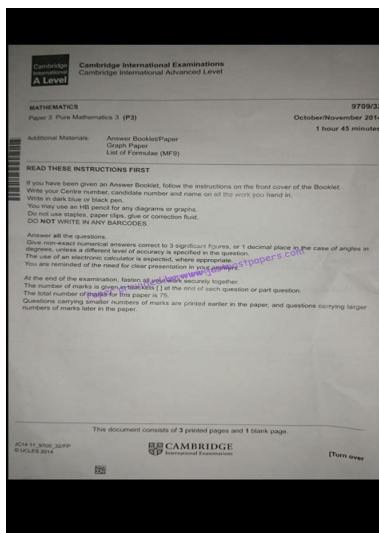 Cambridge
International
A Level
Cambridge International Examinations
Cambridge International Advanced Level
MATHEMATICS 9709/32
Paper 3 Pure Mathematics 3 (P3) October/November 2014
1 hour 45 minutes
Additional Materials: Answer Booklet/Paper
Graph Paper
List of Formulae (MF9)
READ THESE INSTRUCTIONS FIRST
If you have been given an Answer Booklet, follow the instructions on the front cover of the Booklet.
Write your Centre number, candidate number and name on all the work you hand in.
Write in dark blue or black pen.
You may use an HB pencil for any diagrams or graphs.
Do not use staples, paper clips, glue or correction fluid.
DO NOT WRITE IN ANY BARCODES.
Answer all the questions.
Give non-exact numerical answers correct to 3 significant figures, or 1 decimal place in the case of angles in
degrees, unless a different level of accuracy is specified in the question.
The use of an electronic calculator is expected, where appropriate.
You are reminded of the need for clear presentation in your answers.
At the end of the examination, fasten all your work securely together.
The number of marks is given in brackets [ ] at the end of each question or part question.
The total number of marks for this paper is 75.
Questions carrying smaller numbers of marks are printed earlier in the paper, and questions carrying larger
numbers of marks later in the paper.
This document consists of 3 printed pages and 1 blank page.
JC14 11_9709_32/FP
© UCLES 2014
CAMBRIDGE
International Examinations
[Turn over